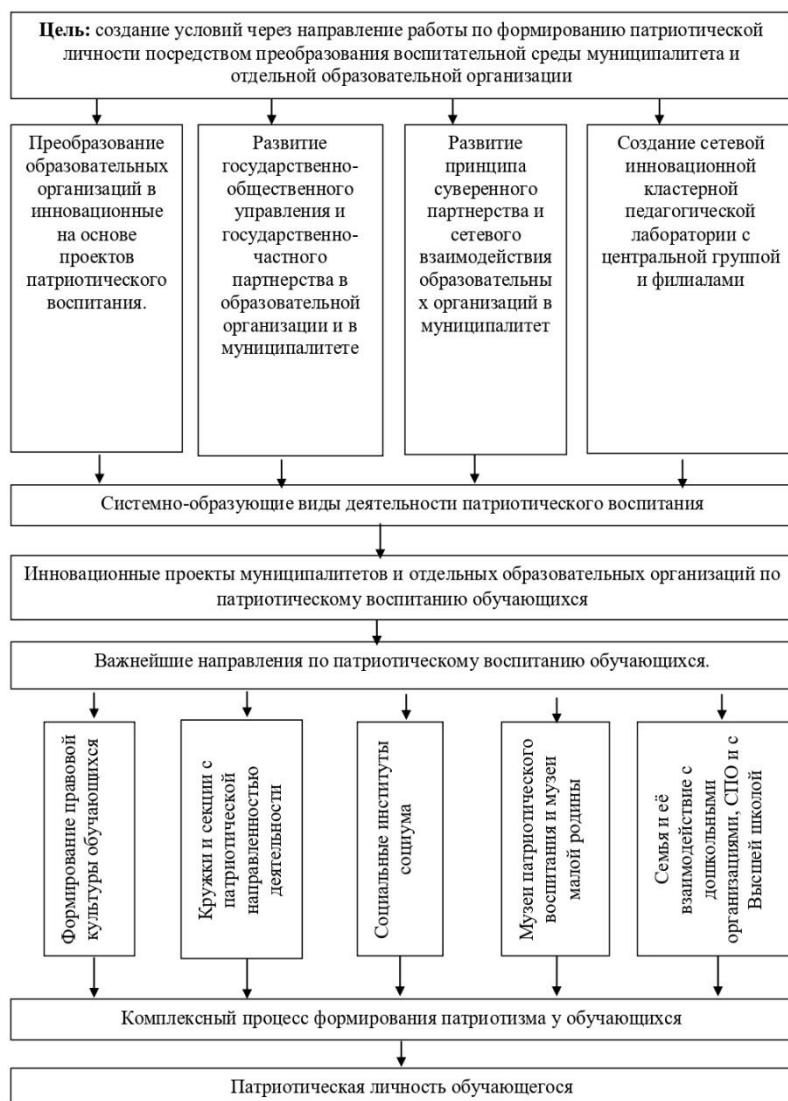 Цель: создание условий через направление работы по формированию патриотической
личности посредством преобразования воспитательной среды муниципалитета и
отдельной образовательной организации
Преобразование
образовательных
организаций в
инновационные
на основе
проектов
патриотического
воспитания.
Развитие
государственно-
общественного
управления и
государственно-
частного
партнерства в
образовательной
организации и в
муниципалитете
Развитие
принципа
суверенного
партнерства и
сетевого
взаимодействия
образовательны
х организаций в
муниципалитет
Создание сетевой
инновационной
кластерной
педагогической
лаборатории с
центральной группой
и филиалами
Системно-образующие виды деятельности патриотического воспитания
Инновационные проекты муниципалитетов и отдельных образовательных организаций по
патриотическому воспитанию обучающихся
Важнейшие направления по патриотическому воспитанию обучающихся.
Формирование правовой
культуры обучающихся
Кружки и секции с
патриотической
направленностью
деятельности
Социальные институты
социума
Музеи патриотического
воспитания и музеи
малой родины
Семья и её
взаимодействие с
дошкольными
организациями, СПО и с
Высшей школой
Комплексный процесс формирования патриотизма у обучающихся
Патриотическая личность обучающегося